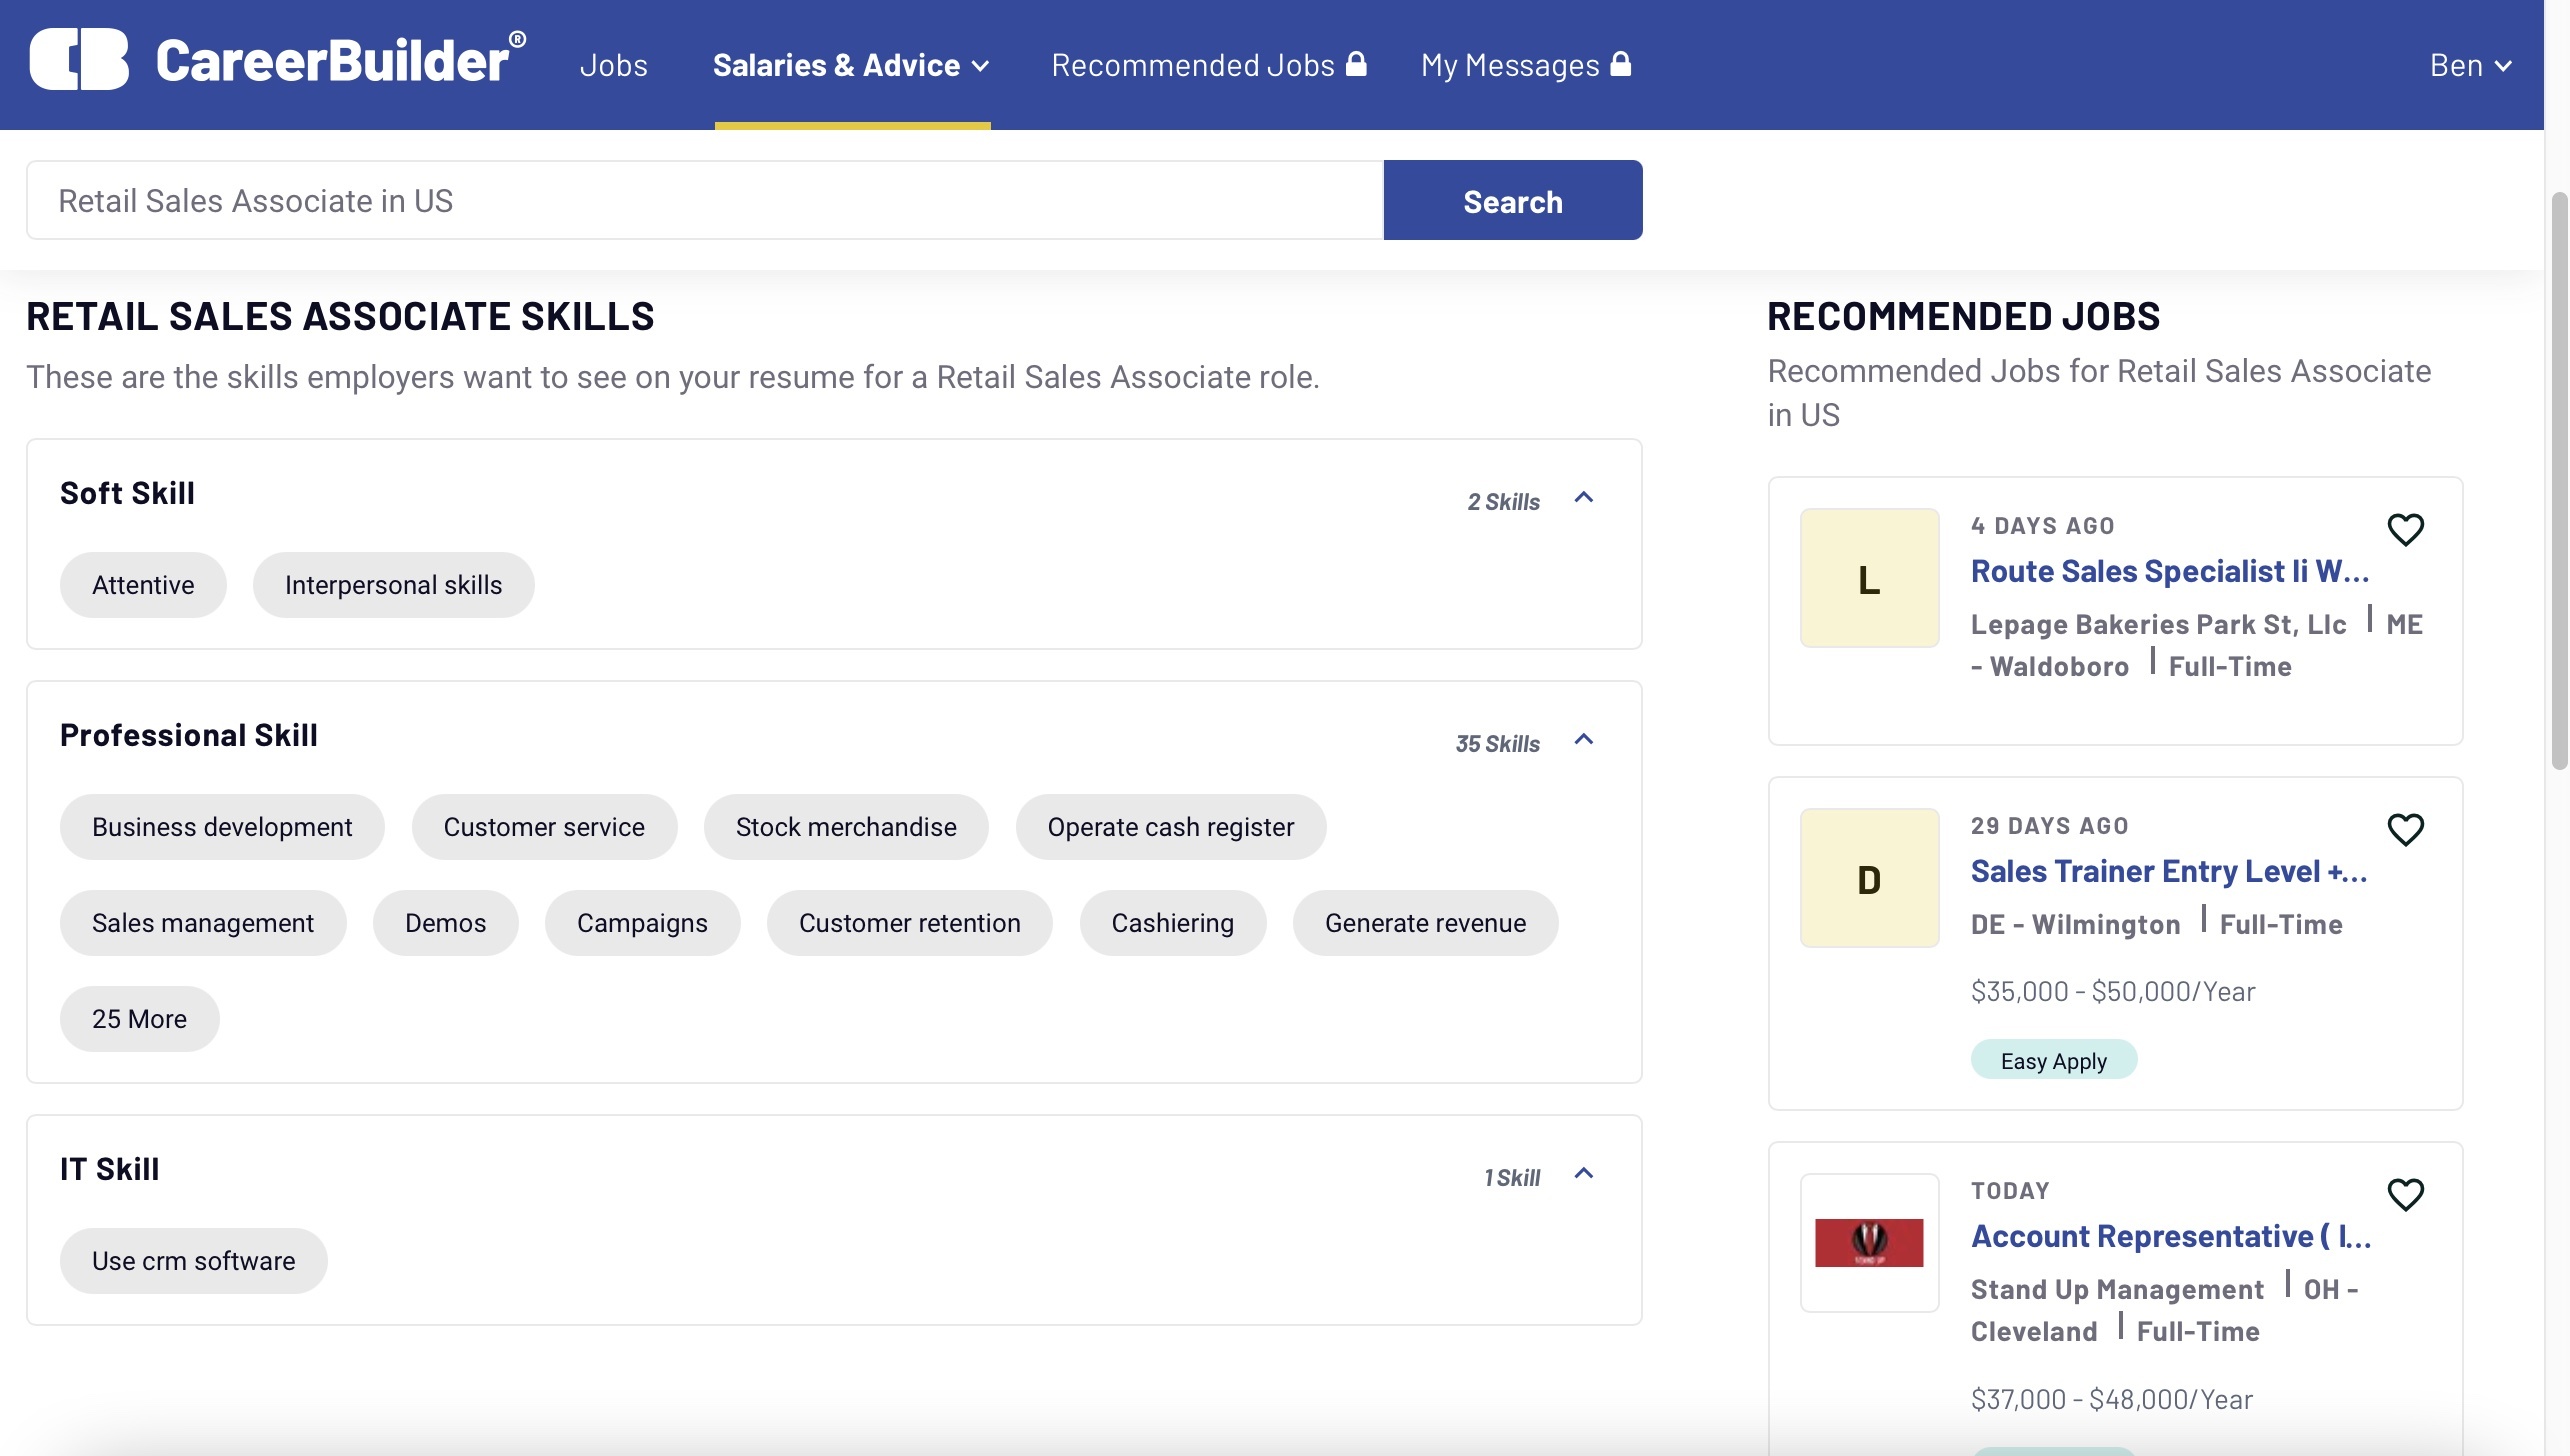 CareerBuilder®
Jobs
Salaries & Advice
Recommended Jobs
My Messages
Ben
Retail Sales Associate in US
Search
RETAIL SALES ASSOCIATE SKILLS
These are the skills employers want to see on your resume for a Retail Sales Associate role.
Soft Skill
2 Skills
Attentive
Interpersonal skills
Professional Skill
35 Skills
Business development
Customer service
Stock merchandise
Operate cash register
Sales management
Demos
Campaigns
Customer retention
Cashiering
Generate revenue
25 More
IT Skill
1 Skill
Use crm software
RECOMMENDED JOBS
Recommended Jobs for Retail Sales Associate
in US
L
4 DAYS AGO
Route Sales Specialist Ii W...
Lepage Bakeries Park St, Llc | ME
- Waldoboro | Full-Time
D
29 DAYS AGO
Sales Trainer Entry Level +...
DE - Wilmington | Full-Time
$35,000 - $50,000/Year
Easy Apply
TODAY
Account Representative ( I...
Stand Up Management | OH -
Cleveland | Full-Time
$37,000 - $48,000/Year